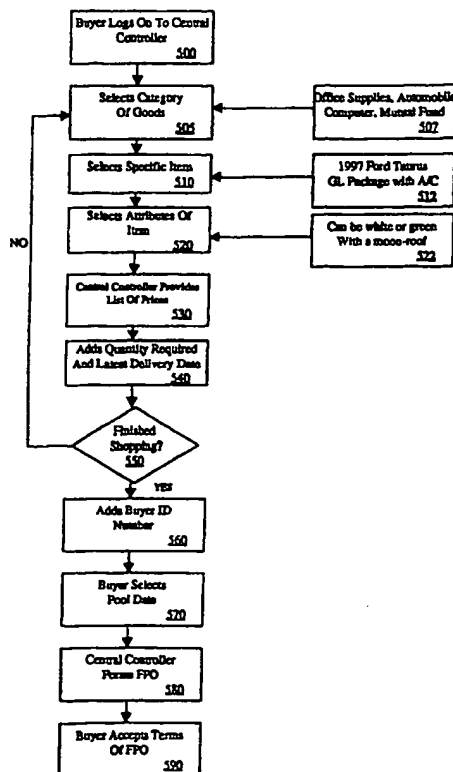 Buyer Logs On To Central
Controller
500
Selects Category
Of Goods
505
Office Supplies, Automobile
Computer, Mutual Fund
507
Selects Specific Item
510
1997 Ford Taurus
GL Package with A/C
512
Selects Attributes Of
Item
520
Can be white or green
With a moon-roof
522
NO
Central Controller Provides
List Of Prices
530
Adds Quantity Required
And Latest Delivery Date
540
Finished
Shopping?
550
YES
Adds Buyer ID
Number
560
Buyer Selects
Pool Date
570
Central Controller
Forms FPO
580
Buyer Accepts Terms
Of FPO
590